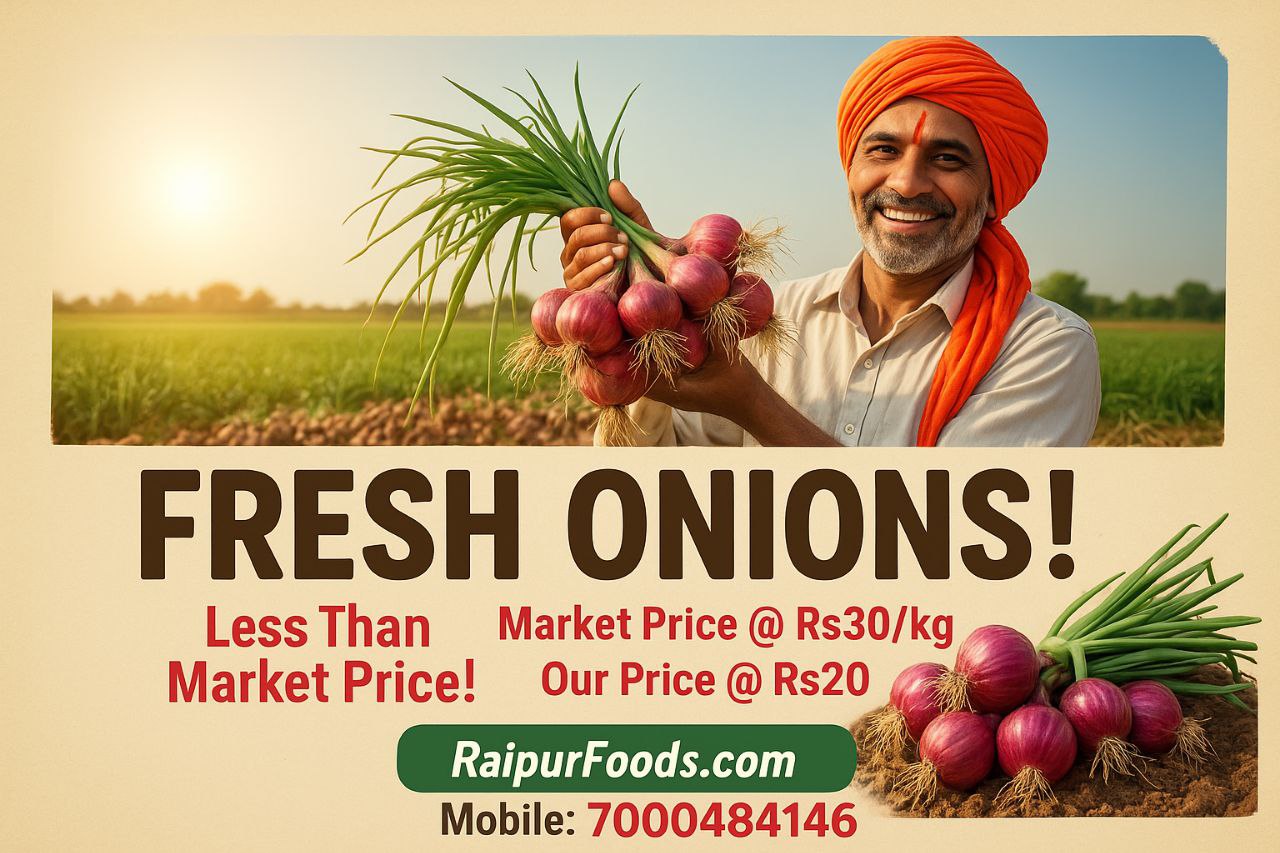 FRESH ONIONS!
Less Than
Market Price!
Market Price @ Rs30/kg
Our Price @ Rs20
RaipurFoods.com
Mobile: 7000484146